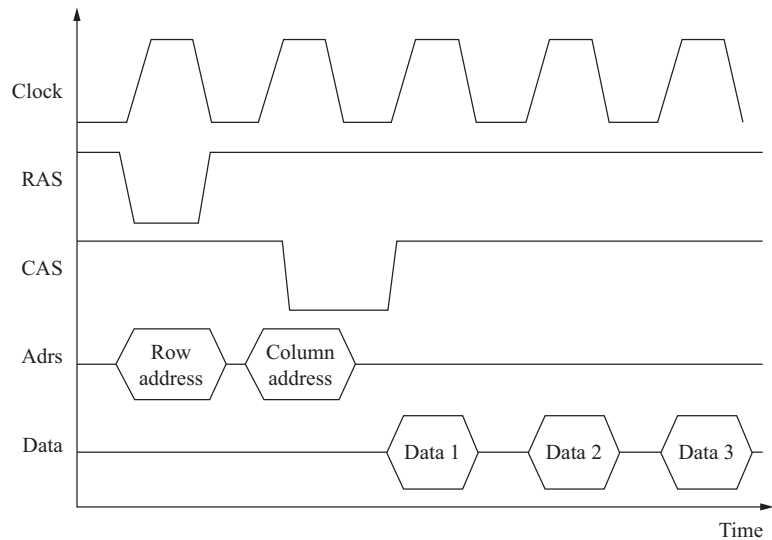 Clock
RAS
CAS
Adrs
Row
address
Column
address
Data
Data 1
Data 2
Data 3
Time